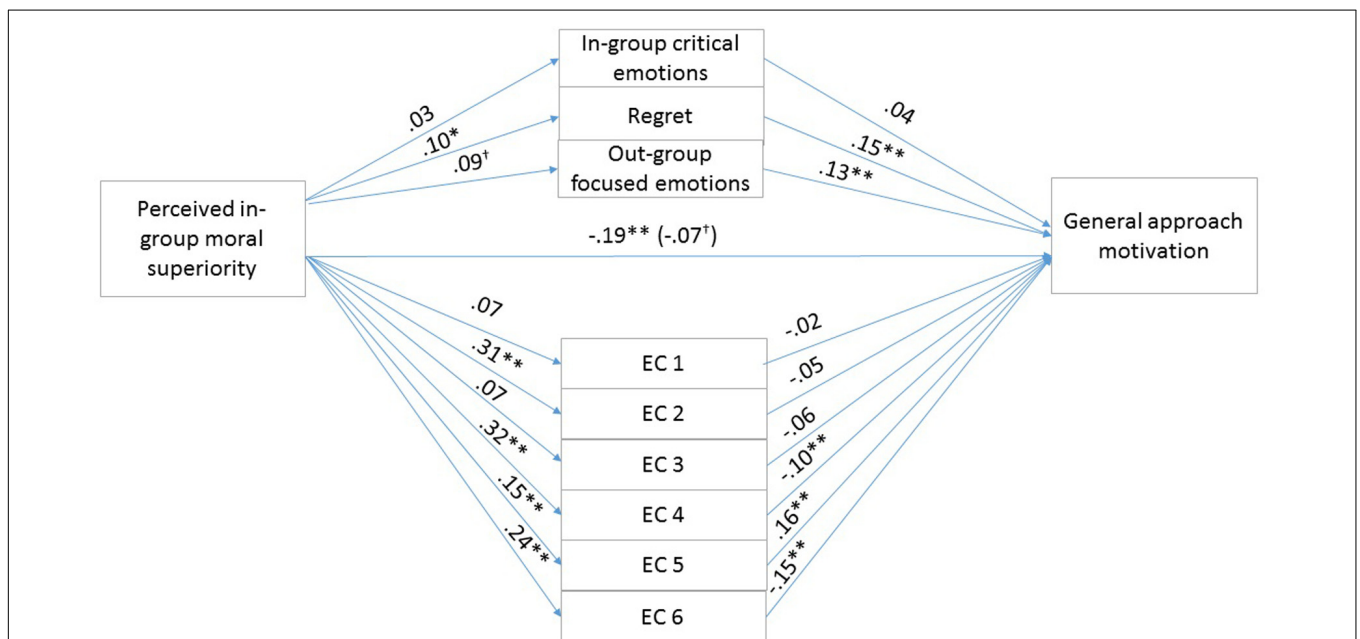 In-group critical
emotions
Regret
Out-group
focused emotions
.03
.10*
.09†
.04
.15**
.13**
Perceived in-
group moral
superiority
-.19** (-.07†)
General approach
motivation
.07
.31**
.07
.32**
.15**
.24**
EC 1
EC 2
EC 3
EC 4
EC 5
EC 6
-.02
-.05
-.06
-.10**
.16**
-.15**